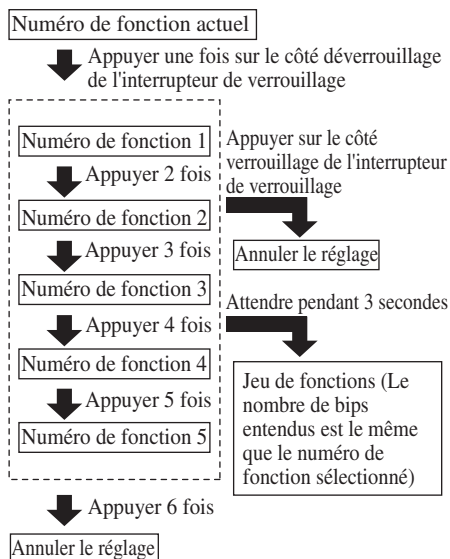 Numéro de fonction actuel
Appuyer une fois sur le côté déverrouillage
de l'interrupteur de verrouillage
Numéro de fonction 1
Appuyer 2 fois
Numéro de fonction 2
Appuyer 3 fois
Numéro de fonction 3
Appuyer 4 fois
Numéro de fonction 4
Appuyer 5 fois
Numéro de fonction 5
Appuyer sur le côté
verrouillage de l'interrupteur
de verrouillage
Annuler le réglage
Attendre pendant 3 secondes
Jeu de fonctions (Le
nombre de bips
entendus est le même
que le numéro de
fonction sélectionné)
Appuyer 6 fois
Annuler le réglage